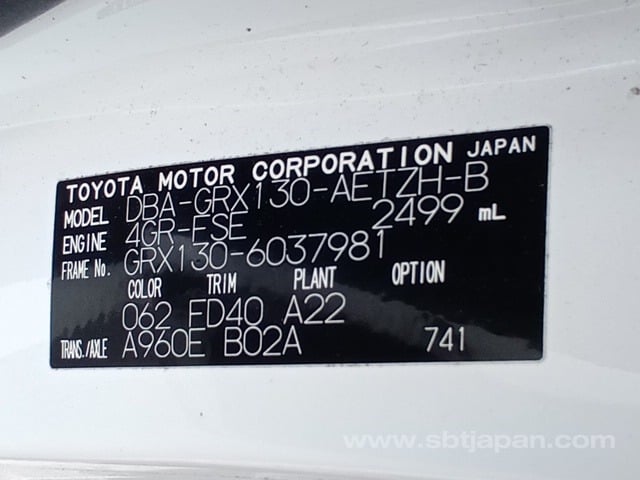 TOYOTA MOTOR CORPORATION JAPAN
MODEL DBA-GRX130-AETZH-B
ENGINE 4GR-FSE 2499 mL
FRAME No. GRX130-6037981
COLOR TRIM PLANT OPTION
062 FD40 A22
TRANS./AXLE A960E B02A 741
www.sbtjapan.com